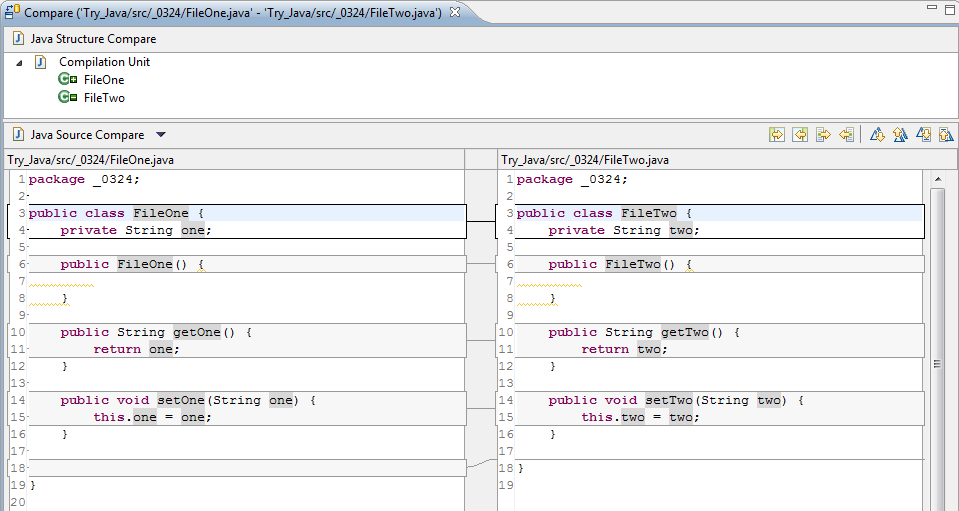 Compare ('Try_Java/src/_0324/FileOne.java' - 'Try_Java/src/_0324/FileTwo.java')
Java Structure Compare
Compilation Unit
FileOne
FileTwo
Java Source Compare
Try_Java/src/_0324/FileOne.java
1 package _0324;
2
3 public class FileOne {
4 private String one;
5
6 public FileOne() {
7
8 }
9
10 public String getOne() {
11 return one;
12 }
13
14 public void setOne(String one) {
15 this.one = one;
16 }
17
18
19 }
20
Try_Java/src/_0324/FileTwo.java
1 package _0324;
2
3 public class FileTwo {
4 private String two;
5
6 public FileTwo() {
7
8 }
9
10 public String getTwo() {
11 return two;
12 }
13
14 public void setTwo(String two) {
15 this.two = two;
16 }
17
18 }
19